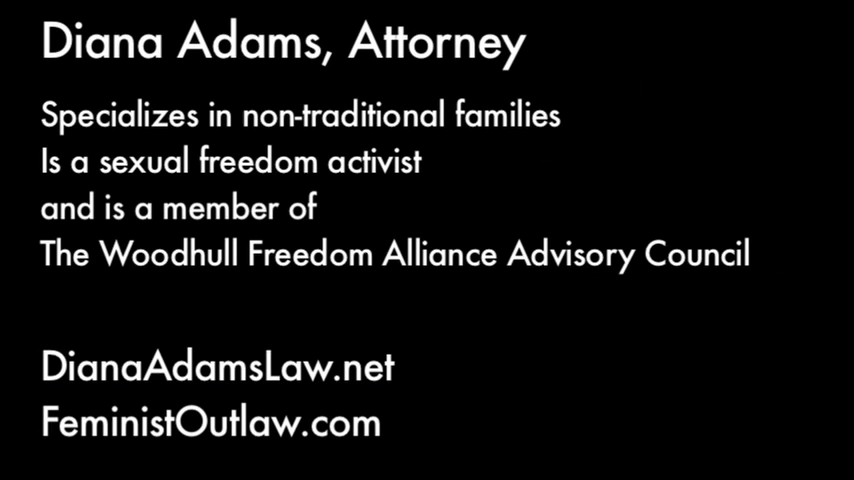 Diana Adams, Attorney
Specializes in non-traditional families
Is a sexual freedom activist
and is a member of
The Woodhull Freedom Alliance Advisory Council
DianaAdamsLaw.net
FeministOutlaw.com